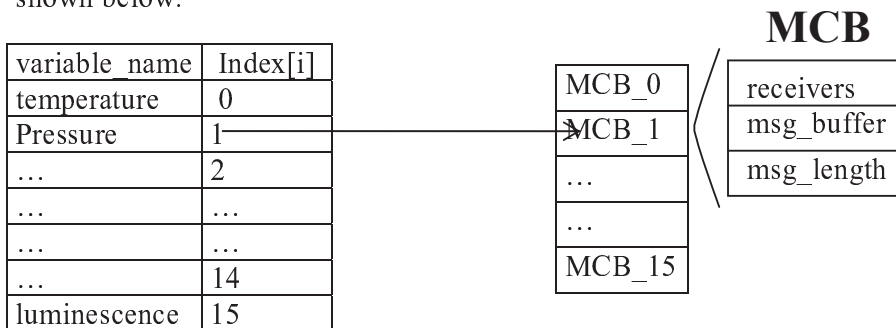 shown below:
variable_name Index[i]
temperature 0
Pressure 1
... 2
... ...
... ...
... 14
luminescence 15
MCB_0
MCB_1
...
...
MCB_15
MCB
receivers
msg_buffer
msg_length